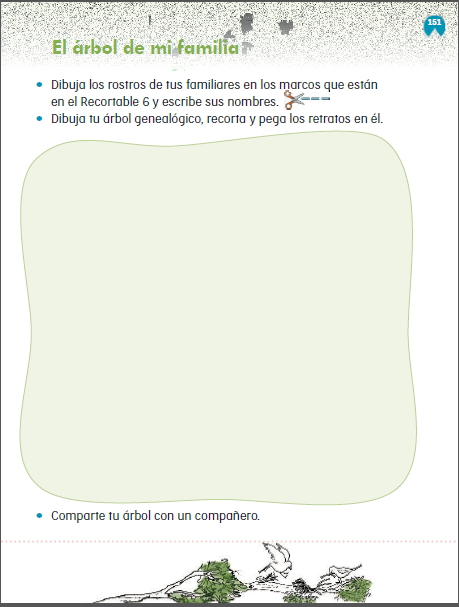 151
El árbol de mi familia
• Dibuja los rostros de tus familiares en los marcos que están
en el Recortable 6 y escribe sus nombres.
• Dibuja tu árbol genealógico, recorta y pega los retratos en él.
• Comparte tu árbol con un compañero.